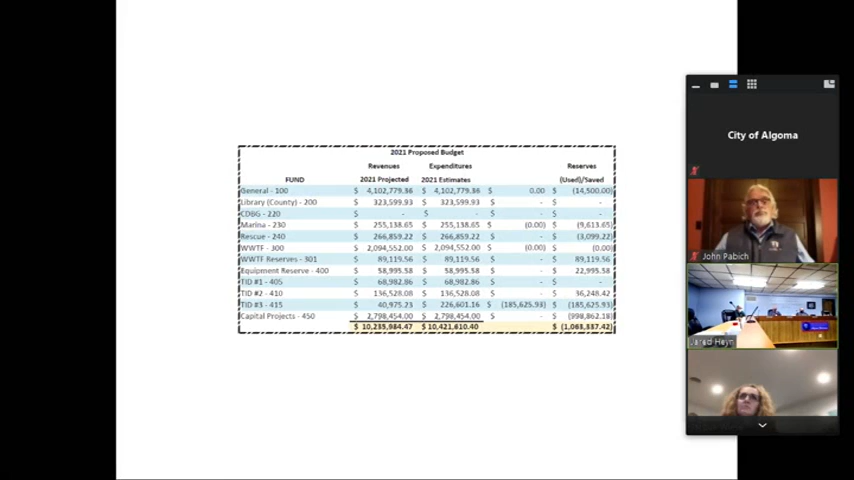 2021 Proposed Budget
Revenues Expenditures Reserves
FUND 2021 Projected 2021 Estimates (Used)/Saved
General - 100 $ 4,102,779.36 $ 4,102,779.36 $ 0.00 $ (14,500.00)
Library (County) - 200 $ 323,599.93 $ 323,599.93 $ - $ -
CDBG - 220 $ - $ - $ - $ -
Marina - 230 $ 255,138.65 $ 255,138.65 $ (0.00) $ (9,613.65)
Rescue - 240 $ 266,859.22 $ 266,859.22 $ - $ (3,099.22)
WWTF - 300 $ 2,094,552.00 $ 2,094,552.00 $ (0.00) $ (0.00)
WWTF Reserves - 301 $ 89,119.56 $ 89,119.56 $ - $ 89,119.56
Equipment Reserve - 400 $ 58,995.58 $ 58,995.58 $ - $ 22,995.58
TID #1 - 405 $ 68,982.86 $ 68,982.86 $ - $ -
TID #2 - 410 $ 136,528.08 $ 136,528.08 $ - $ 36,248.42
TID #3 - 415 $ 40,975.23 $ 226,601.16 $ (185,625.93) $ (185,625.93)
Capital Projects - 450 $ 2,798,454.00 $ 2,798,454.00 $ - $ (998,862.18)
$ 10,235,984.47 $ 10,421,610.40 $ (1,063,337.42)
City of Algoma
John Pabich
Jared Heyn